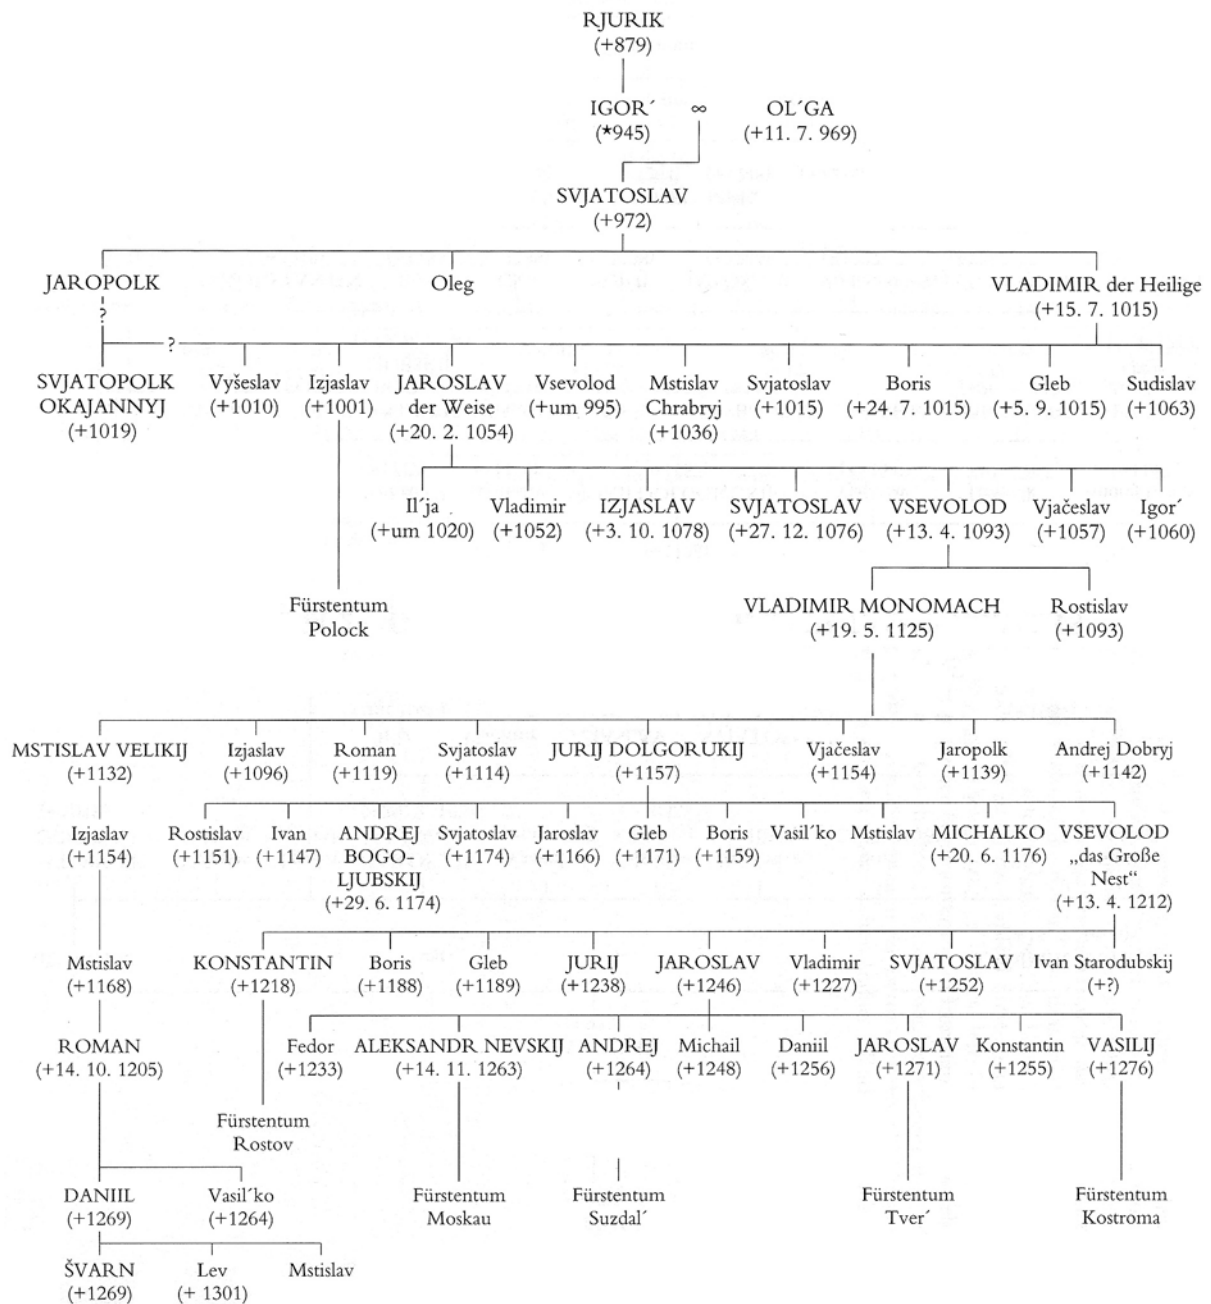 RJURIK
(+879)
IGOR´ ∞ OL´GA
(★945) (+11. 7. 969)
SVJATOSLAV
(+972)
JAROPOLK Oleg VLADIMIR der Heilige
(+15. 7. 1015)
?
?
SVJATOPOLK Vyšeslav Izjaslav JAROSLAV Vsevolod Mstislav Svjatoslav Boris Gleb Sudislav
OKAJANNYJ (+1010) (+1001) der Weise (+um 995) Chrabryj (+1015) (+24. 7. 1015) (+5. 9. 1015) (+1063)
(+1019) (+20. 2. 1054) (+1036)
Il´ja Vladimir IZJASLAV SVJATOSLAV VSEVOLOD Vjačeslav Igor´
(+um 1020) (+1052) (+3. 10. 1078) (+27. 12. 1076) (+13. 4. 1093) (+1057) (+1060)
Fürstentum VLADIMIR MONOMACH Rostislav
Polock (+19. 5. 1125) (+1093)
MSTISLAV VELIKIJ Izjaslav Roman Svjatoslav JURIJ DOLGORUKIJ Vjačeslav Jaropolk Andrej Dobryj
(+1132) (+1096) (+1119) (+1114) (+1157) (+1154) (+1139) (+1142)
Izjaslav Rostislav Ivan ANDREJ Svjatoslav Jaroslav Gleb Boris Vasil´ko Mstislav MICHALKO VSEVOLOD
(+1154) (+1151) (+1147) BOGO- (+1174) (+1166) (+1171) (+1159) (+20. 6. 1176) „das Große
LJUBSKIJ Nest“
(+29. 6. 1174) (+13. 4. 1212)
Mstislav KONSTANTIN Boris Gleb JURIJ JAROSLAV Vladimir SVJATOSLAV Ivan Starodubskij
(+1168) (+1218) (+1188) (+1189) (+1238) (+1246) (+1227) (+1252) (+?)
ROMAN Fedor ALEKSANDR NEVSKIJ ANDREJ Michail Daniil JAROSLAV Konstantin VASILIJ
(+14. 10. 1205) (+1233) (+14. 11. 1263) (+1264) (+1248) (+1256) (+1271) (+1255) (+1276)
Fürstentum
Rostov
DANIIL Vasil´ko Fürstentum Fürstentum Fürstentum Fürstentum
(+1269) (+1264) Moskau Suzdal´ Tver´ Kostroma
ŠVARN Lev Mstislav
(+1269) (+ 1301)